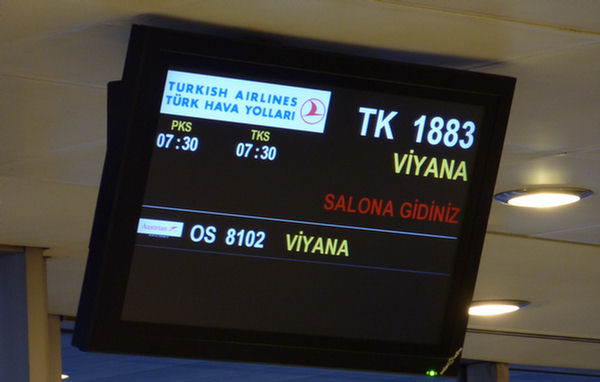 TURKISH AIRLINES
TÜRK HAVA YOLLARI
TK 1883
PKS TKS
07:30 07:30
VİYANA
SALONA GİDİNİZ
Austrian
OS 8102 VİYANA